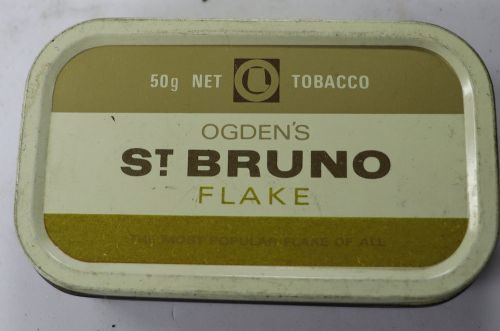 50g NET TOBACCO
OGDEN'S
ST BRUNO
FLAKE
THE MOST POPULAR FLAKE OF ALL